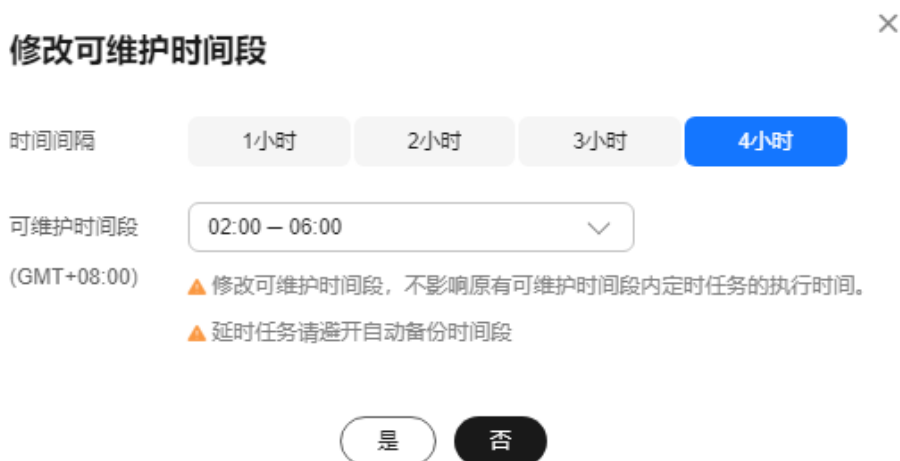 修改可维护时间段
时间间隔 1小时 2小时 3小时 4小时
可维护时间段 02:00 — 06:00
(GMT+08:00)
修改可维护时间段，不影响原有可维护时间段内定时任务的执行时间。
延时任务请避开自动备份时间段
是 否